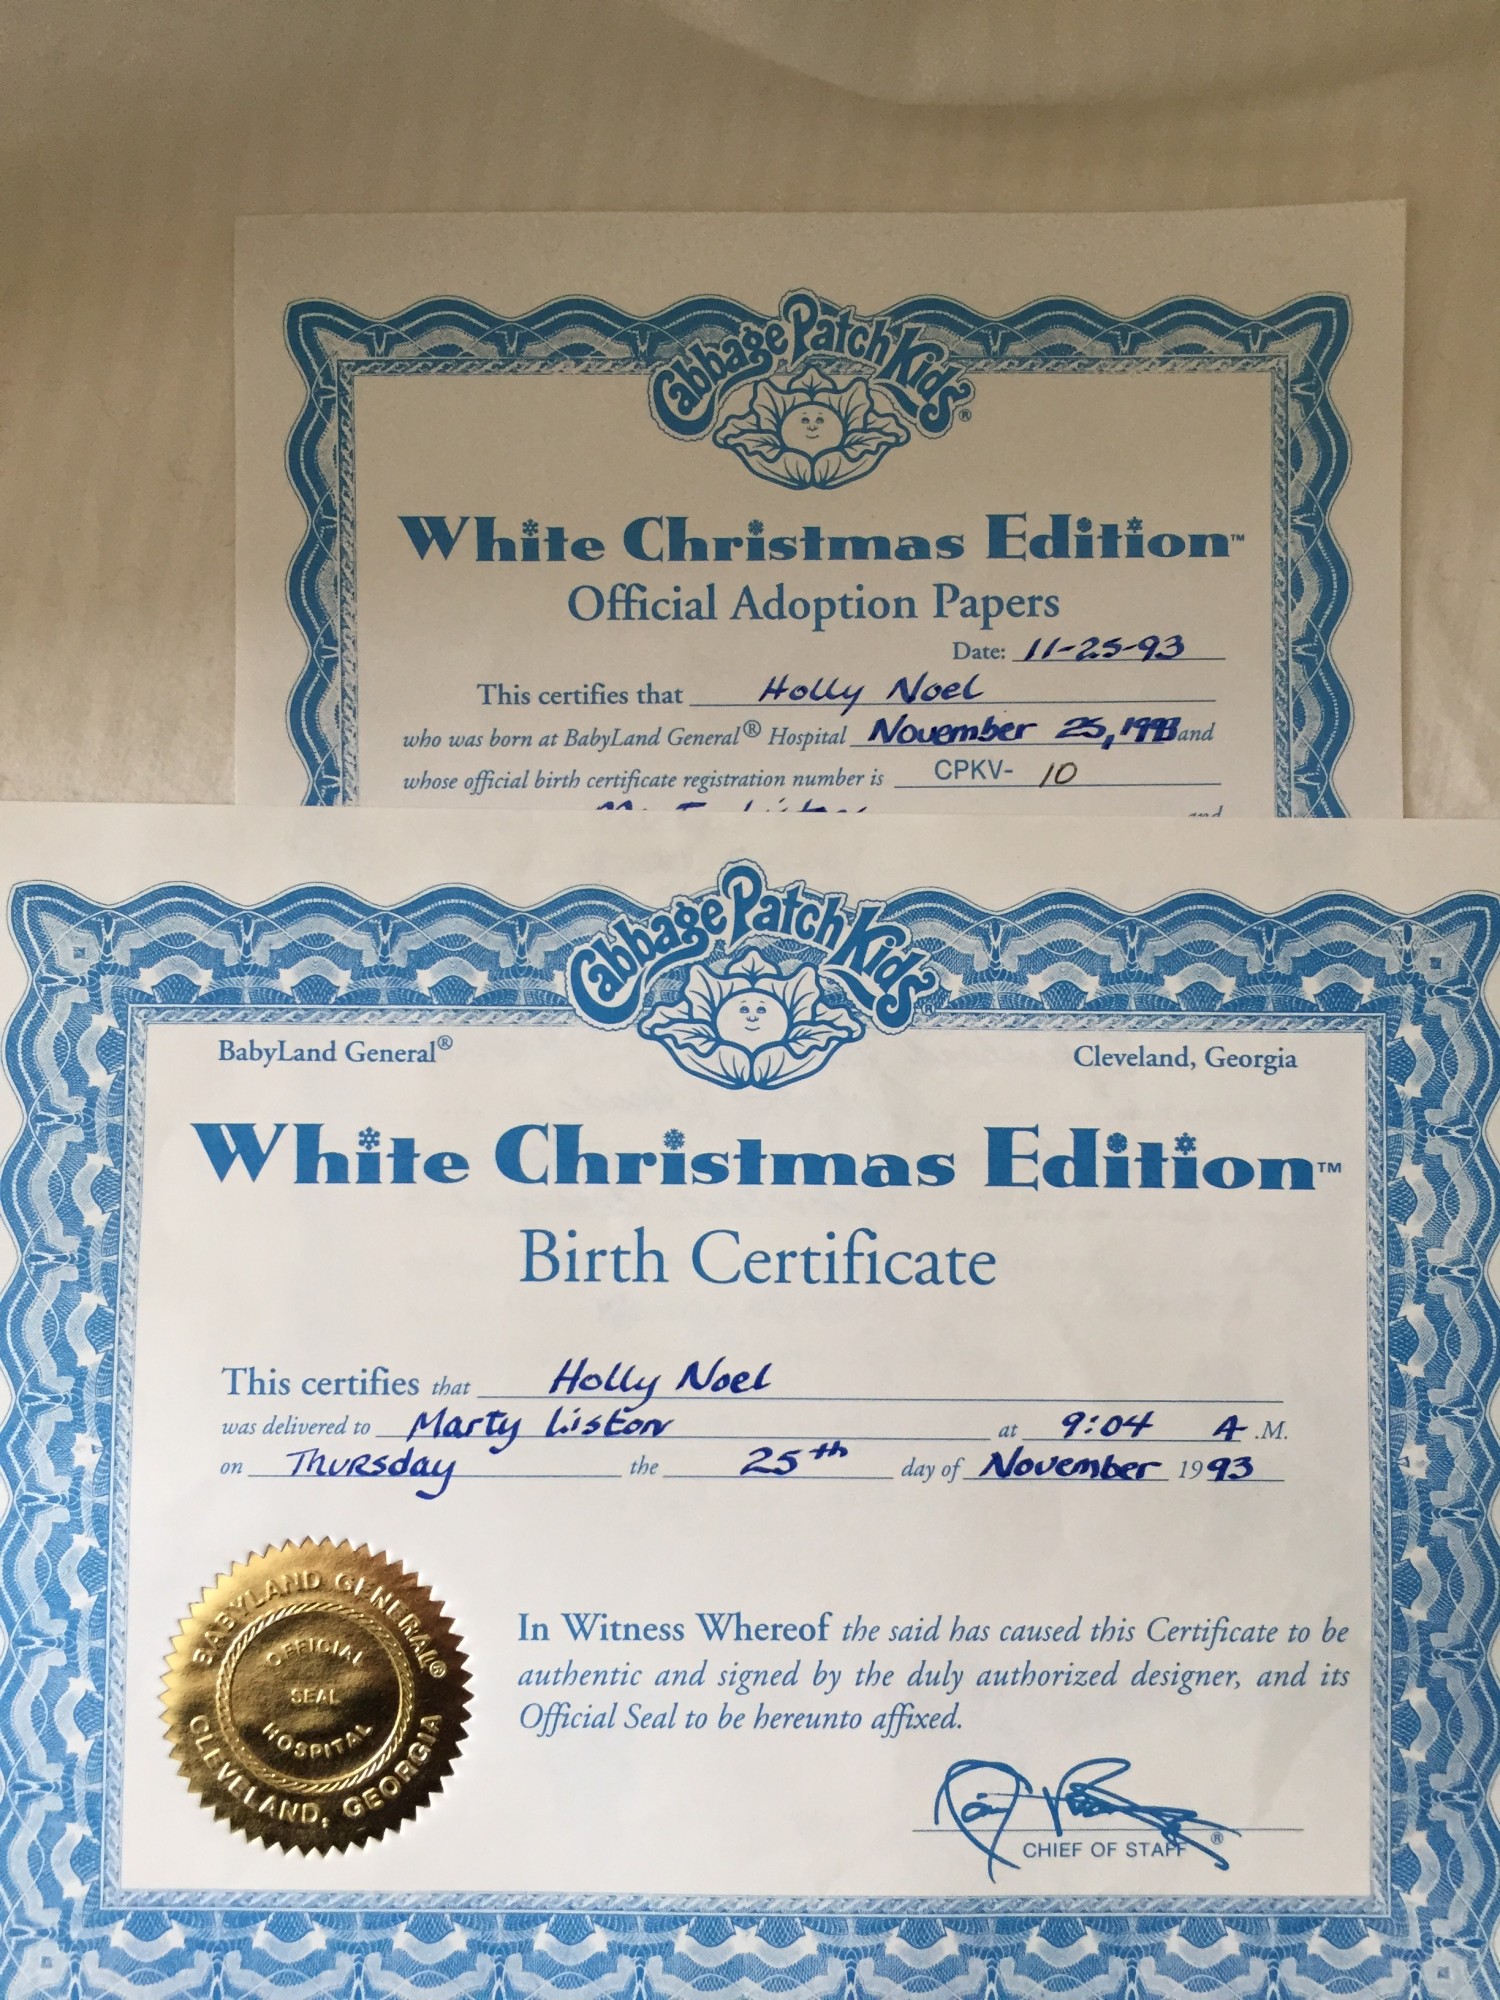 Cabbage Patch Kids®
White Christmas Edition™
Official Adoption Papers
Date: 11-25-93
This certifies that Holly Noel
who was born at BabyLand General® Hospital November 25, 1993 and
whose official birth certificate registration number is CPKV- 10
and
Cabbage Patch Kids®
BabyLand General® Cleveland, Georgia
White Christmas Edition™
Birth Certificate
This certifies that Holly Noel
was delivered to Marty Liston at 9:04 A .M.
on Thursday the 25th day of November 1993
In Witness Whereof the said has caused this Certificate to be
authentic and signed by the duly authorized designer, and its
Official Seal to be hereunto affixed.
BABYLAND GENERAL®
OFFICIAL
SEAL
HOSPITAL
CLEVELAND, GEORGIA
CHIEF OF STAFF ®